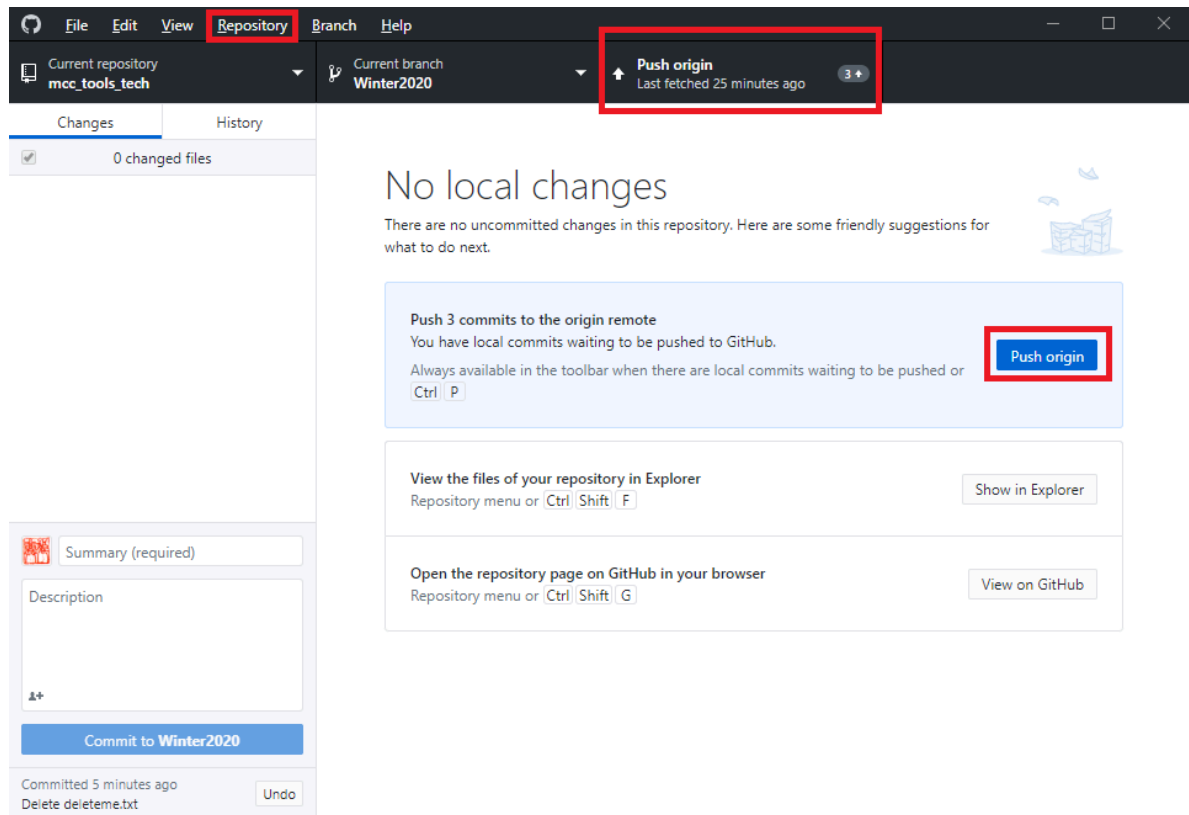 File Edit View Repository Branch Help
Current repository
mcc_tools_tech
Current branch
Winter2020
Push origin
Last fetched 25 minutes ago
3
Changes History
0 changed files
No local changes
There are no uncommitted changes in this repository. Here are some friendly suggestions for
what to do next.
Push 3 commits to the origin remote
You have local commits waiting to be pushed to GitHub.
Always available in the toolbar when there are local commits waiting to be pushed or
Ctrl P
Push origin
View the files of your repository in Explorer
Repository menu or Ctrl Shift F
Show in Explorer
Open the repository page on GitHub in your browser
Repository menu or Ctrl Shift G
View on GitHub
Summary (required)
Description
Commit to Winter2020
Committed 5 minutes ago
Delete deleteme.txt
Undo